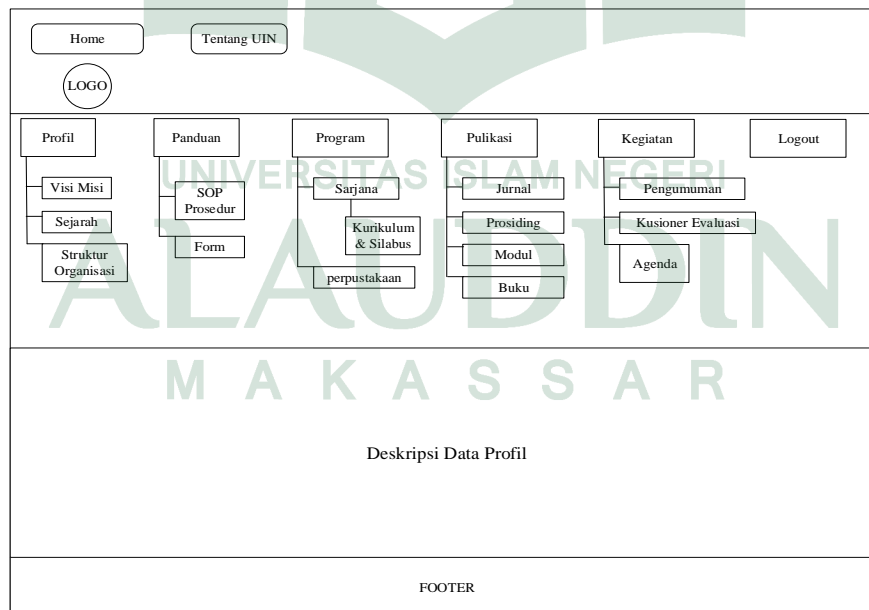 Home
Tentang UIN
LOGO
Profil
Panduan
Program
Pulikasi
Kegiatan
Logout
UNIVERSITAS ISLAM NEGERI
ALAUDDIN
MAKASSAR
Visi Misi
Sejarah
Struktur
Organisasi
SOP
Prosedur
Form
Sarjana
Kurikulum
& Silabus
perpustakaan
Jurnal
Prosiding
Modul
Buku
Pengumuman
Kusioner Evaluasi
Agenda
Deskripsi Data Profil
FOOTER